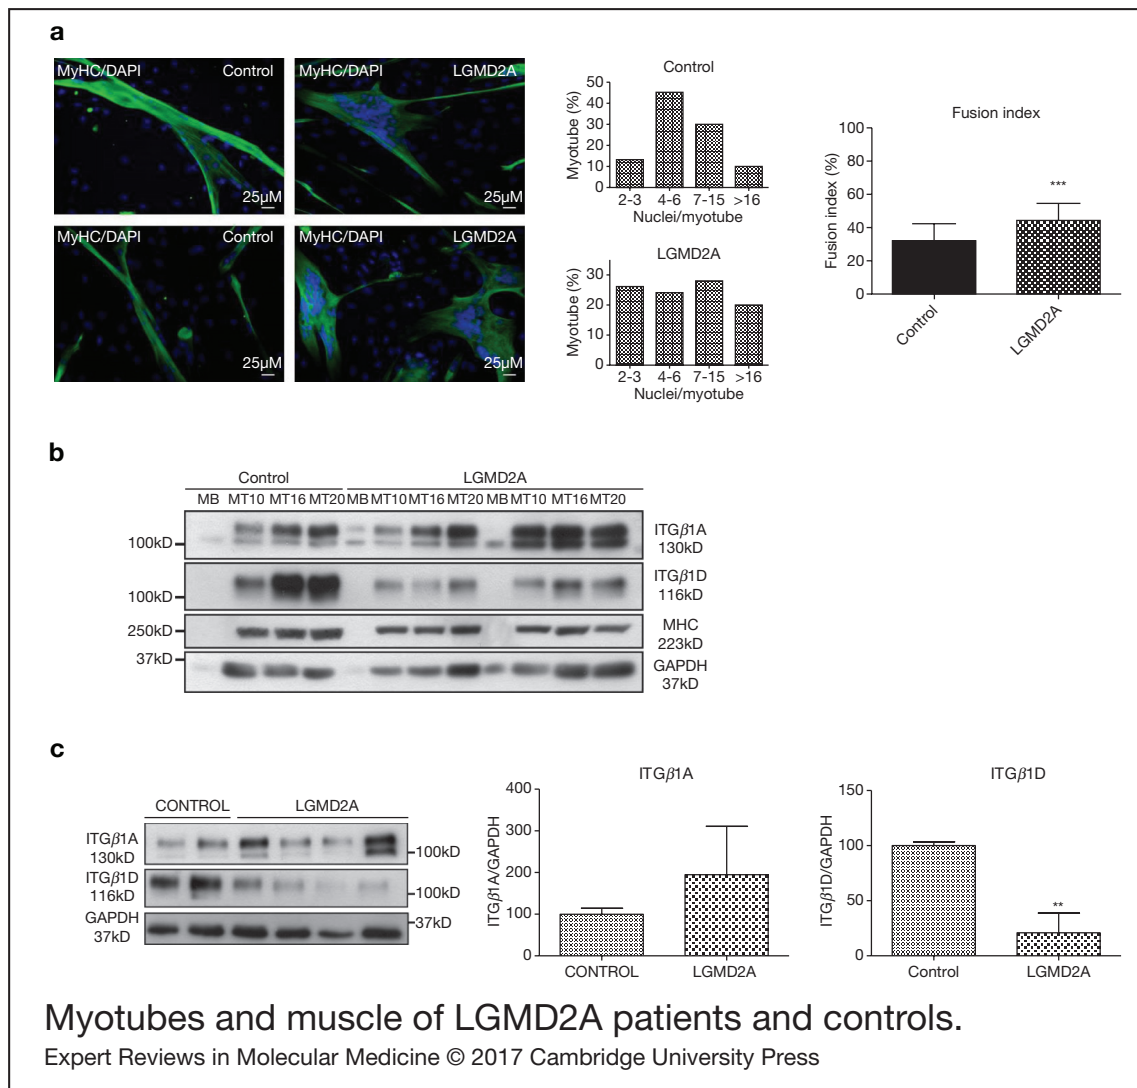 a
MyHC/DAPI Control
25µM
MyHC/DAPI LGMD2A
25µM
MyHC/DAPI Control
25µM
MyHC/DAPI LGMD2A
25µM
Control
Myotube (%)
50
40
30
20
10
0
2-3 4-6 7-15 >16
Nuclei/myotube
LGMD2A
Myotube (%)
30
20
10
0
2-3 4-6 7-15 >16
Nuclei/myotube
Fusion index
Fusion index (%)
100
80
60
40
20
0
***
Control LGMD2A
b
Control LGMD2A
MB MT10 MT16 MT20 MB MT10 MT16 MT20 MB MT10 MT16 MT20
100kD
ITGβ1A
130kD
100kD
ITGβ1D
116kD
250kD
MHC
223kD
37kD
GAPDH
37kD
c
CONTROL LGMD2A
ITGβ1A
130kD
100kD
ITGβ1D
116kD
100kD
GAPDH
37kD
37kD
ITGβ1A
ITGβ1A/GAPDH
400
300
200
100
0
CONTROL LGMD2A
ITGβ1D
ITGβ1D/GAPDH
150
100
50
0
**
Control LGMD2A
Myotubes and muscle of LGMD2A patients and controls.
Expert Reviews in Molecular Medicine © 2017 Cambridge University Press